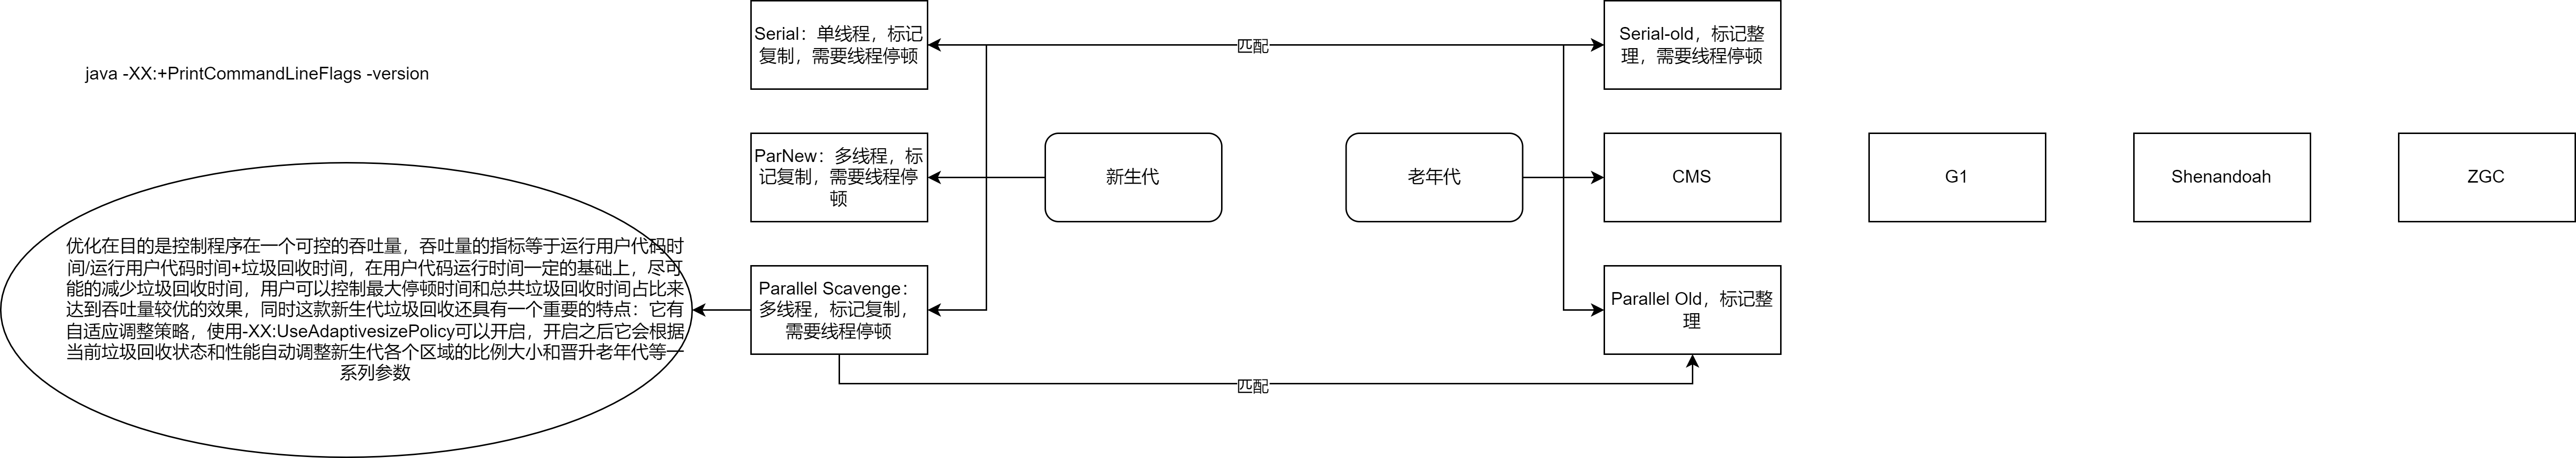 java -XX:+PrintCommandLineFlags -version
Serial：单线程，标记
复制，需要线程停顿
匹配
Serial-old，标记整
理，需要线程停顿
ParNew：多线程，标
记复制，需要线程停
顿
新生代
老年代
CMS
G1
Shenandoah
ZGC
优化在目的是控制程序在一个可控的吞吐量，吞吐量的指标等于运行用户代码时
间/运行用户代码时间+垃圾回收时间，在用户代码运行时间一定的基础上，尽可
能的减少垃圾回收时间，用户可以控制最大停顿时间和总共垃圾回收时间占比来
达到吞吐量较优的效果，同时这款新生代垃圾回收还具有一个重要的特点：它有
自适应调整策略，使用-XX:UseAdaptivesizePolicy可以开启，开启之后它会根据
当前垃圾回收状态和性能自动调整新生代各个区域的比例大小和晋升老年代等一
系列参数
Parallel Scavenge：
多线程，标记复制，
需要线程停顿
Parallel Old，标记整
理
匹配